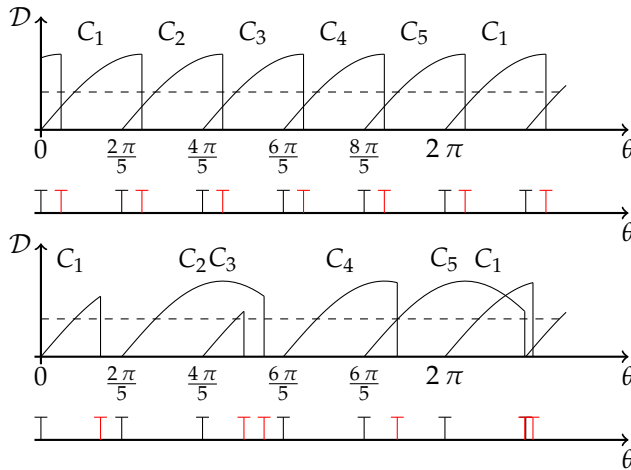 𝒟 C₁ C₂ C₃ C₄ C₅ C₁
0 2π/5 4π/5 6π/5 8π/5 2π θ
θ
𝒟 C₁ C₂C₃ C₄ C₅ C₁
0 2π/5 4π/5 6π/5 6π/5 2π θ
θ